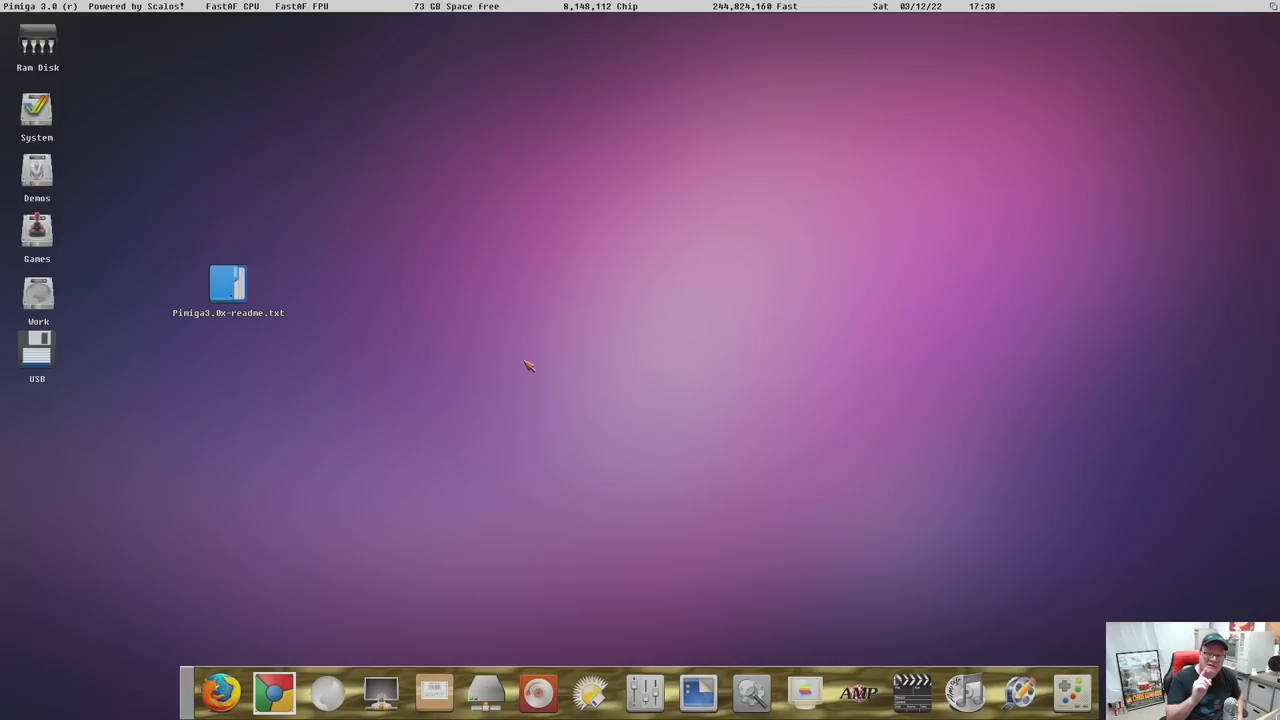 Pimiga 3.0 (r) Powered by Scalos! FastAF CPU FastAF FPU 73 GB Space free 8,148,112 Chip 244,824,160 Fast Sat 03/12/22 17:38
Ram Disk
System
Demos
Games
Work
USB
Pimiga3.0x-readme.txt
AMP